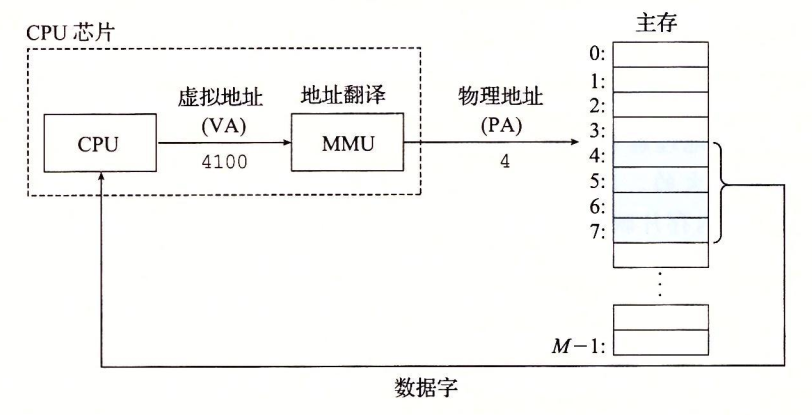 CPU 芯片
主存
虚拟地址
(VA)
地址翻译
物理地址
(PA)
CPU
MMU
4100
4
0:
1:
2:
3:
4:
5:
6:
7:
M−1:
数据字